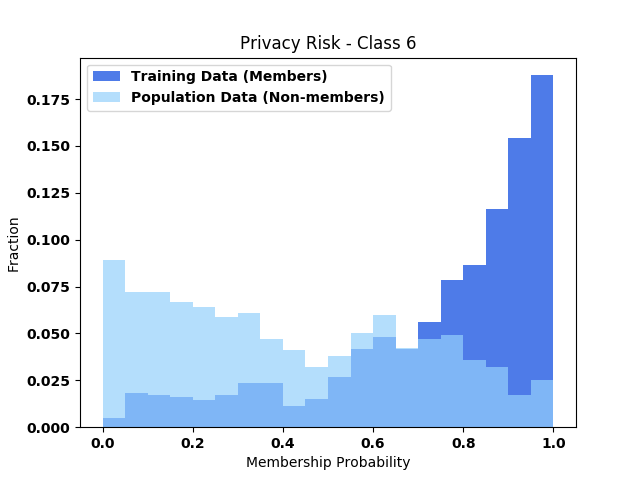 Privacy Risk - Class 6
Training Data (Members)
Population Data (Non-members)
0.175
0.150
0.125
0.100
0.075
0.050
0.025
0.000
Fraction
0.0 0.2 0.4 0.6 0.8 1.0
Membership Probability